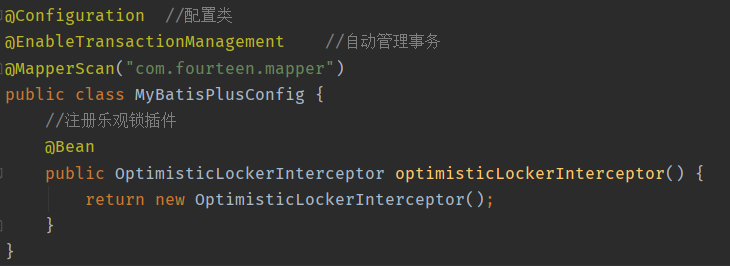 @Configuration  //配置类
@EnableTransactionManagement    //自动管理事务
@MapperScan("com.fourteen.mapper")
public class MyBatisPlusConfig {
    //注册乐观锁插件
    @Bean
    public OptimisticLockerInterceptor optimisticLockerInterceptor() {
        return new OptimisticLockerInterceptor();
    }
}